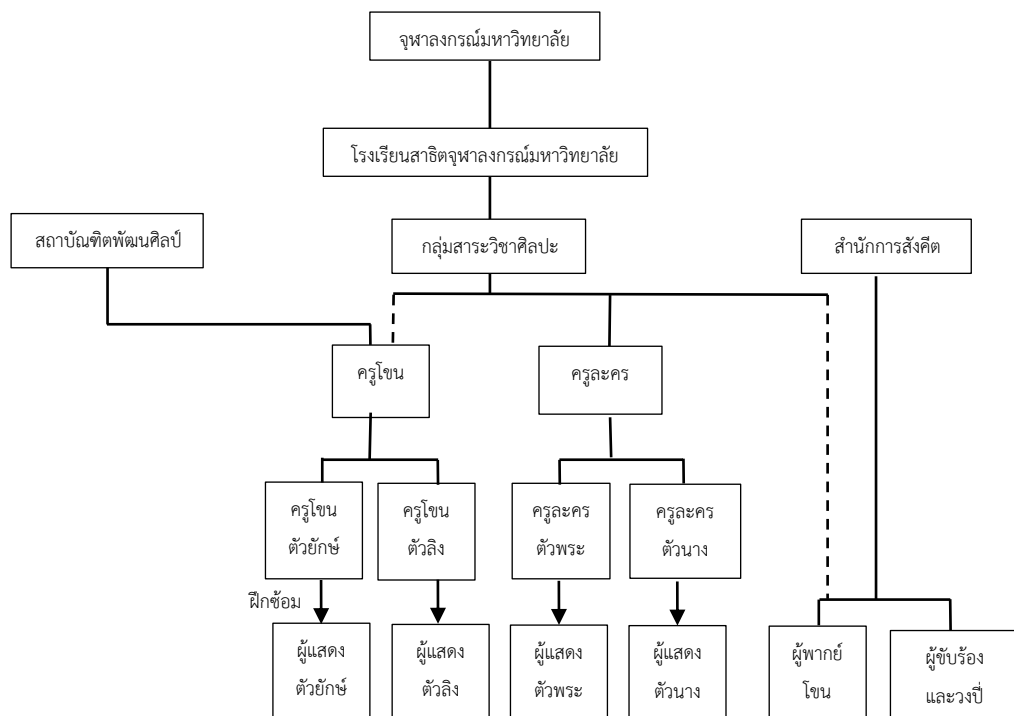 จุฬาลงกรณ์มหาวิทยาลัย
โรงเรียนสาธิตจุฬาลงกรณ์มหาวิทยาลัย
สถาบัณฑิตพัฒนศิลป์
กลุ่มสาระวิชาศิลปะ
สำนักการสังคีต
ครูโขน
ครูละคร
ครูโขน
ตัวยักษ์
ครูโขน
ตัวลิง
ครูละคร
ตัวพระ
ครูละคร
ตัวนาง
ฝึกซ้อม
ผู้แสดง
ตัวยักษ์
ผู้แสดง
ตัวลิง
ผู้แสดง
ตัวพระ
ผู้แสดง
ตัวนาง
ผู้พากย์
โขน
ผู้ขับร้อง
และวงปี่